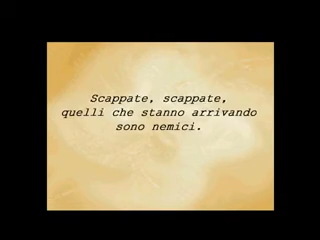 Scappate, scappate,
quelli che stanno arrivando
sono nemici.